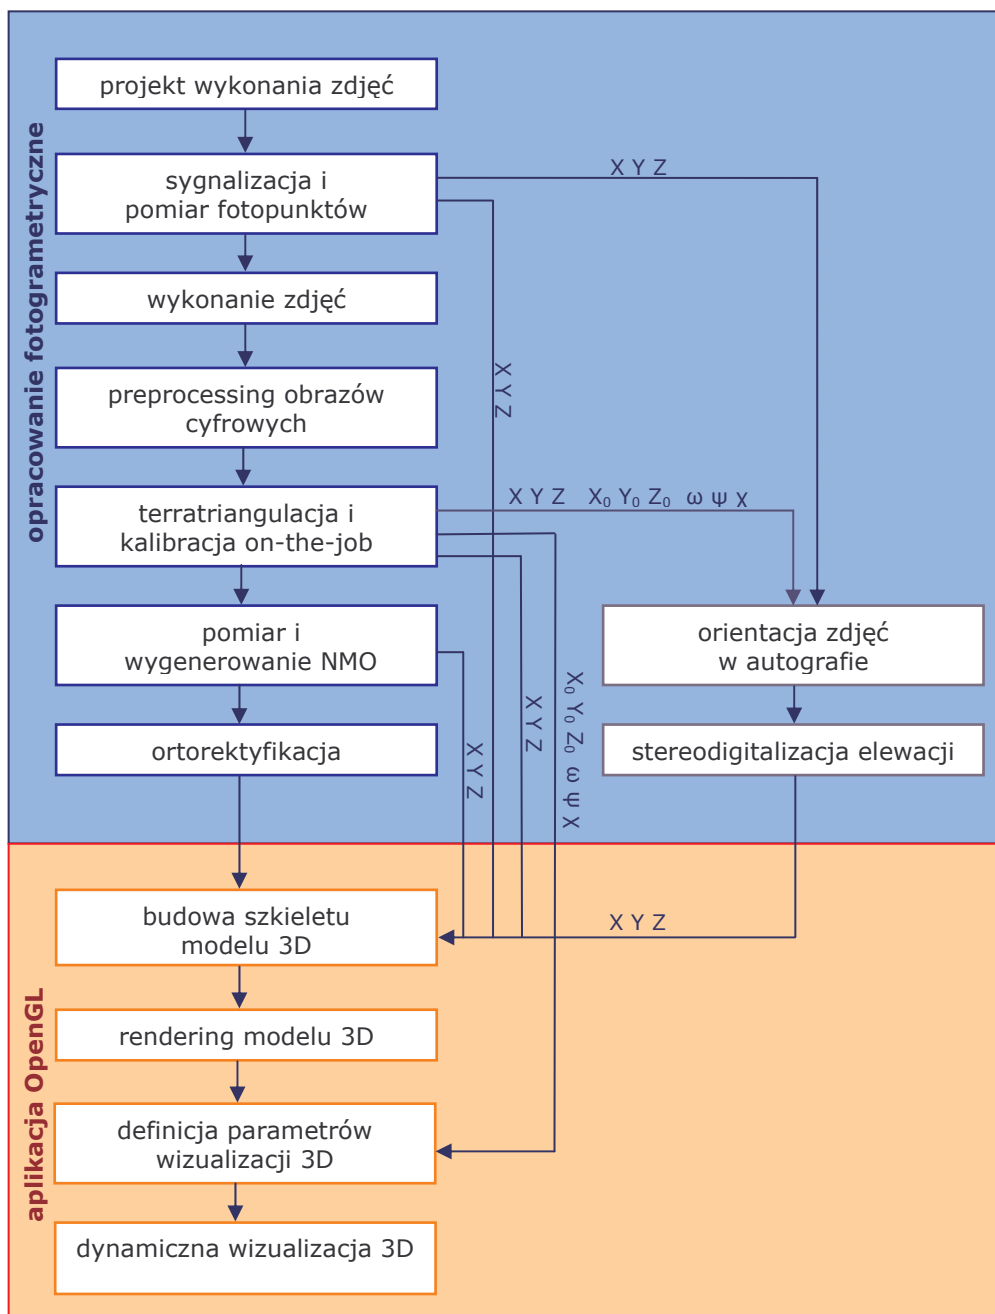 opracowanie fotogrametryczne
projekt wykonania zdjęć
sygnalizacja i
pomiar fotopunktów
X Y Z
wykonanie zdjęć
preprocessing obrazów
cyfrowych
X Y Z
terratriangulacja i
kalibracja on-the-job
X Y Z X₀ Y₀ Z₀ ω ψ χ
pomiar i
wygenerowanie NMO
orientacja zdjęć
w autografie
ortorektyfikacja
X Y Z
X Y Z
X₀ Y₀ Z₀ ω ψ χ
stereodigitalizacja elewacji
aplikacja OpenGL
budowa szkieletu
modelu 3D
X Y Z
rendering modelu 3D
definicja parametrów
wizualizacji 3D
dynamiczna wizualizacja 3D